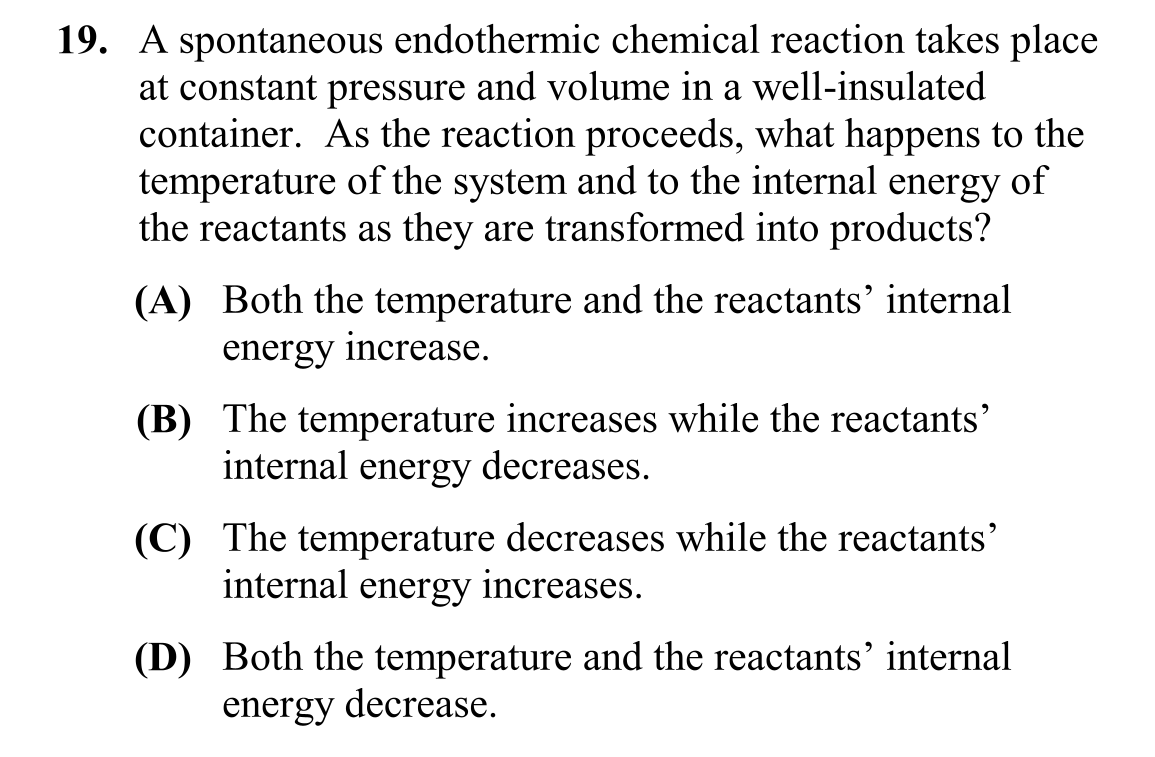 19. A spontaneous endothermic chemical reaction takes place
at constant pressure and volume in a well-insulated
container. As the reaction proceeds, what happens to the
temperature of the system and to the internal energy of
the reactants as they are transformed into products?
(A) Both the temperature and the reactants’ internal
energy increase.
(B) The temperature increases while the reactants’
internal energy decreases.
(C) The temperature decreases while the reactants’
internal energy increases.
(D) Both the temperature and the reactants’ internal
energy decrease.